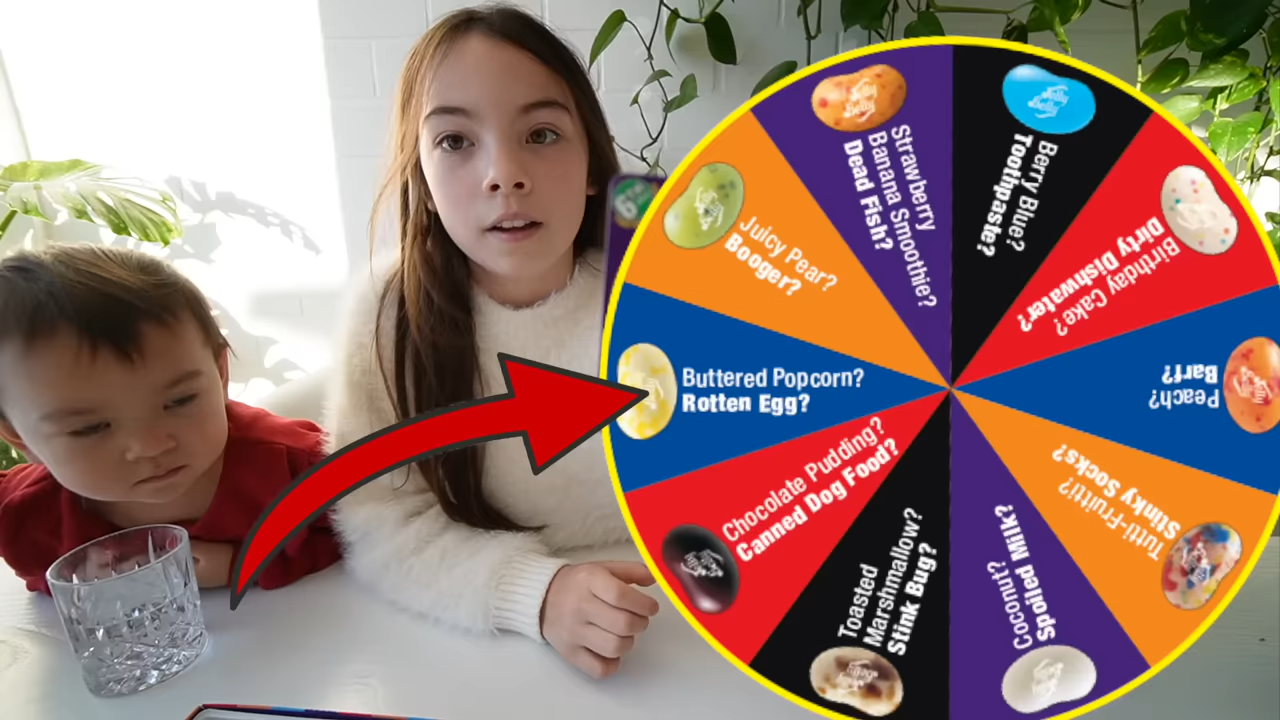 Strawberry
Banana Smoothie?
Dead Fish?
Berry Blue?
Toothpaste?
Birthday Cake?
Dirty Dishwater?
Peach?
Barf?
Tutti-Fruitti?
Stinky Socks?
Coconut?
Spoiled Milk?
Toasted
Marshmallow?
Stink Bug?
Chocolate Pudding?
Canned Dog Food?
Buttered Popcorn?
Rotten Egg?
Juicy Pear?
Booger?